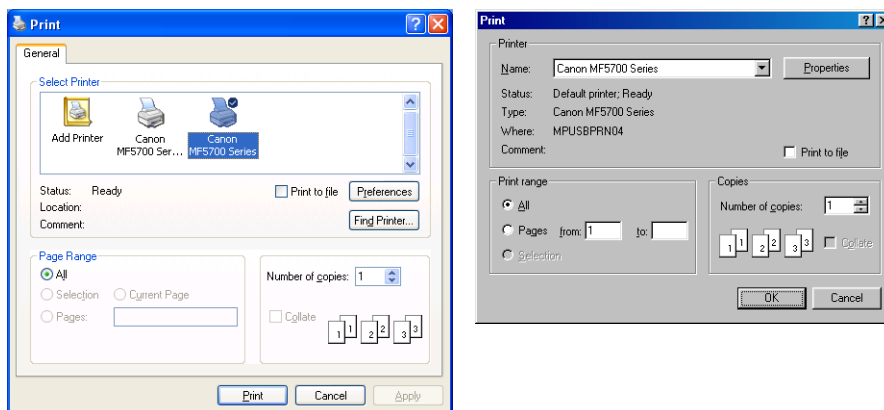 Print
General
Select Printer
Add Printer
Canon
MF5700 Ser...
Canon
MF5700 Series
Status: Ready
Print to file
Preferences
Location:
Comment:
Find Printer...
Page Range
All
Selection Current Page
Pages:
Number of copies: 1
Collate
1 1 2 2 3 3
Print Cancel Apply
Print
Printer
Name: Canon MF5700 Series Properties
Status: Default printer; Ready
Type: Canon MF5700 Series
Where: MPUSBPRN04
Comment: Print to file
Print range
All
Pages from: 1 to:
Selection
Copies
Number of copies: 1
1 1 2 2 3 3 Collate
OK Cancel